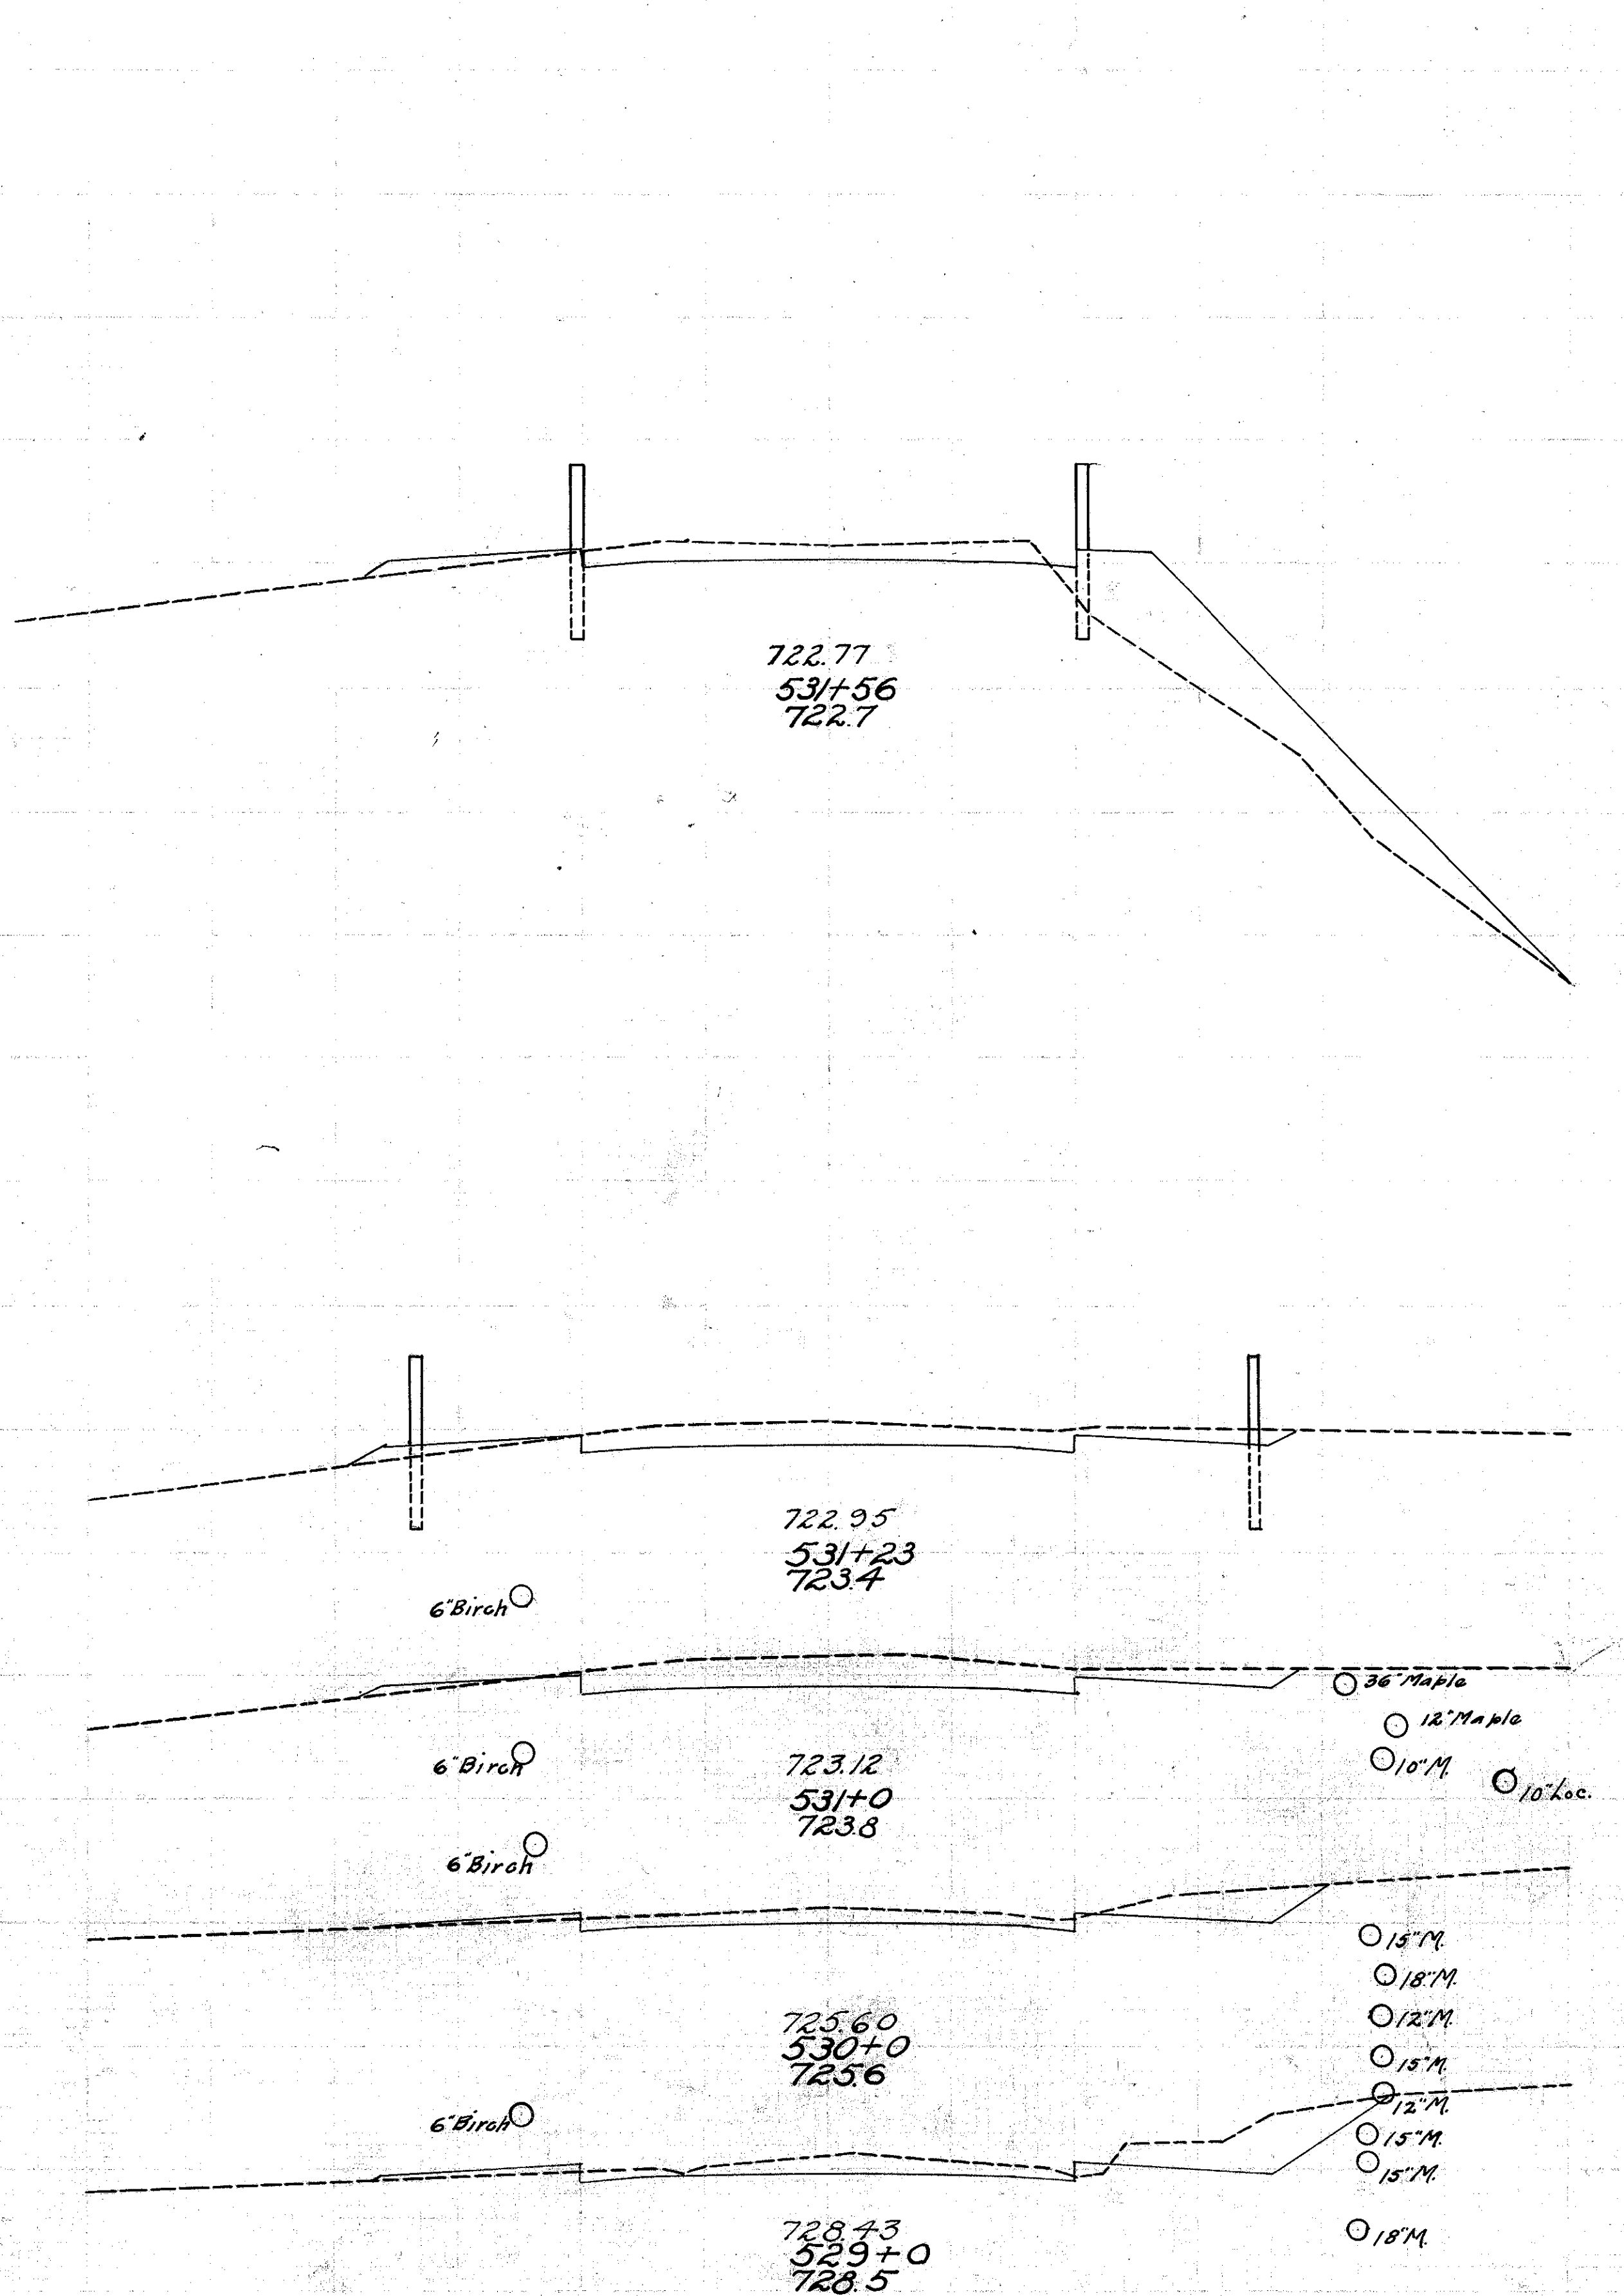 722.77
531+56
722.7
722.95
531+23
723.4
6"Birch
36"Maple
12"Maple
6"Birch
723.12
10"M.
10"Loc.
531+0
723.8
6"Birch
15"M.
18"M.
725.60
12"M.
530+0
15"M.
725.6
12"M.
6"Birch
15"M.
15"M.
728.43
18"M.
529+0
728.5